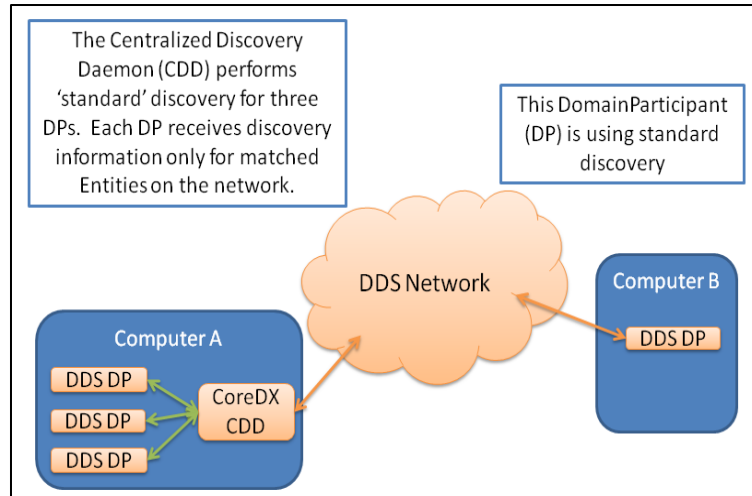 The Centralized Discovery
Daemon (CDD) performs
‘standard’ discovery for three
DPs.  Each DP receives discovery
information only for matched
Entities on the network.
This DomainParticipant
(DP) is using standard
discovery
DDS Network
Computer A
DDS DP
DDS DP
DDS DP
CoreDX
CDD
Computer B
DDS DP